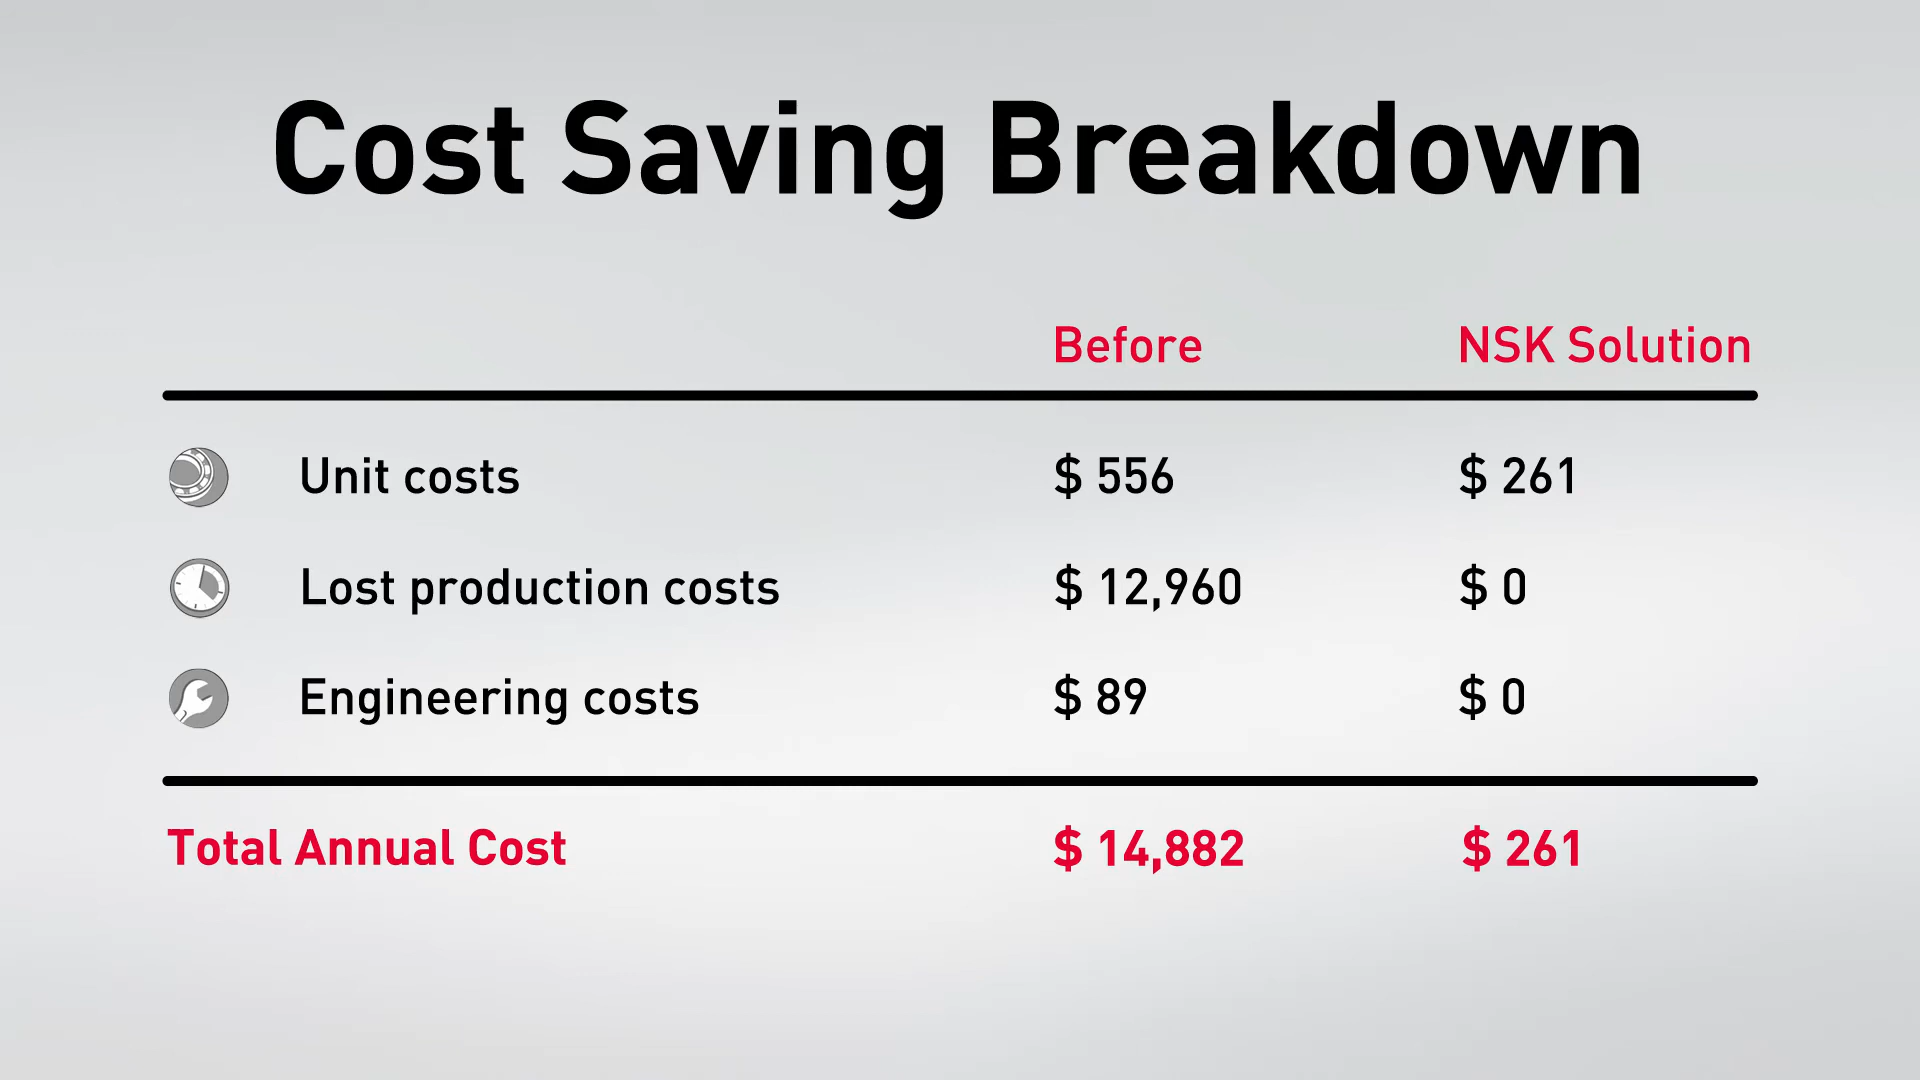 Cost Saving Breakdown
Before NSK Solution
Unit costs $ 556 $ 261
Lost production costs $ 12,960 $ 0
Engineering costs $ 89 $ 0
Total Annual Cost $ 14,882 $ 261